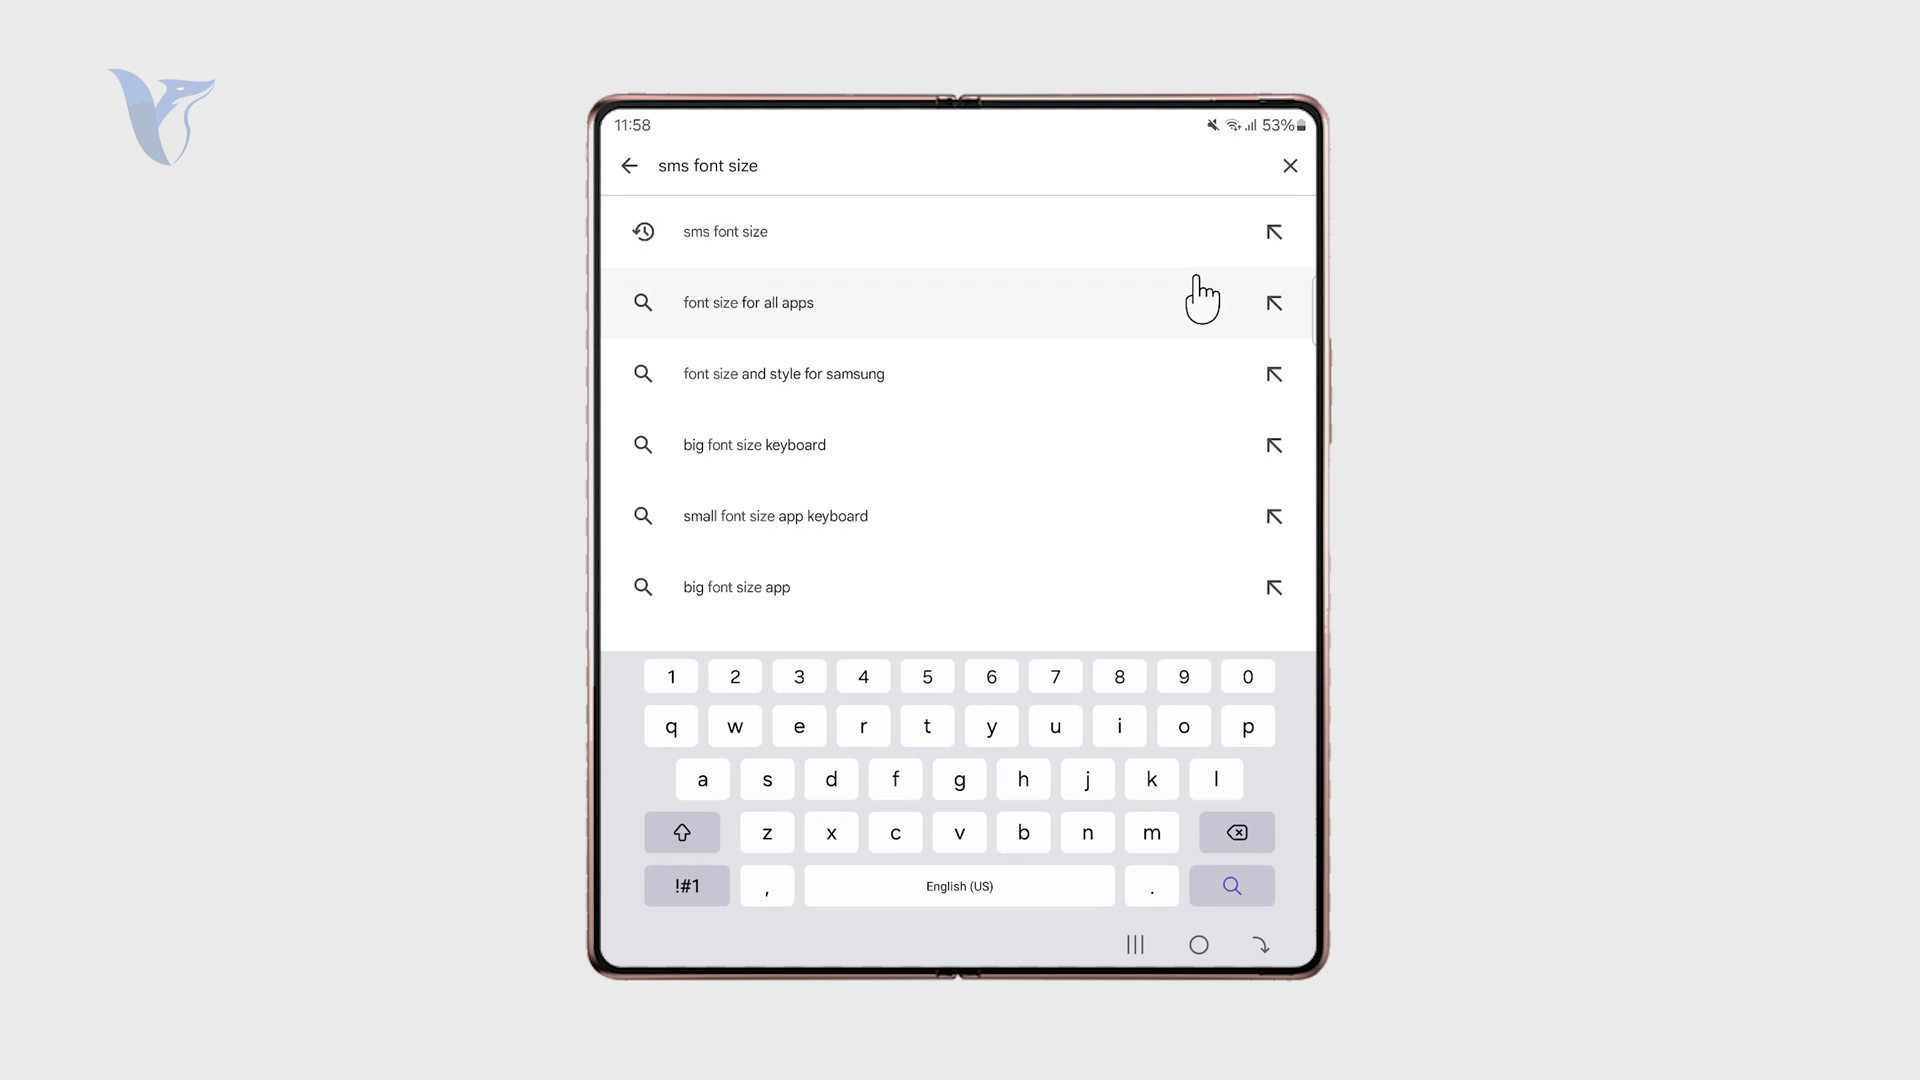 11:58
53%
sms font size
sms font size
font size for all apps
font size and style for samsung
big font size keyboard
small font size app keyboard
big font size app
1 2 3 4 5 6 7 8 9 0
q w e r t y u i o p
a s d f g h j k l
z x c v b n m
!#1 , English (US) .